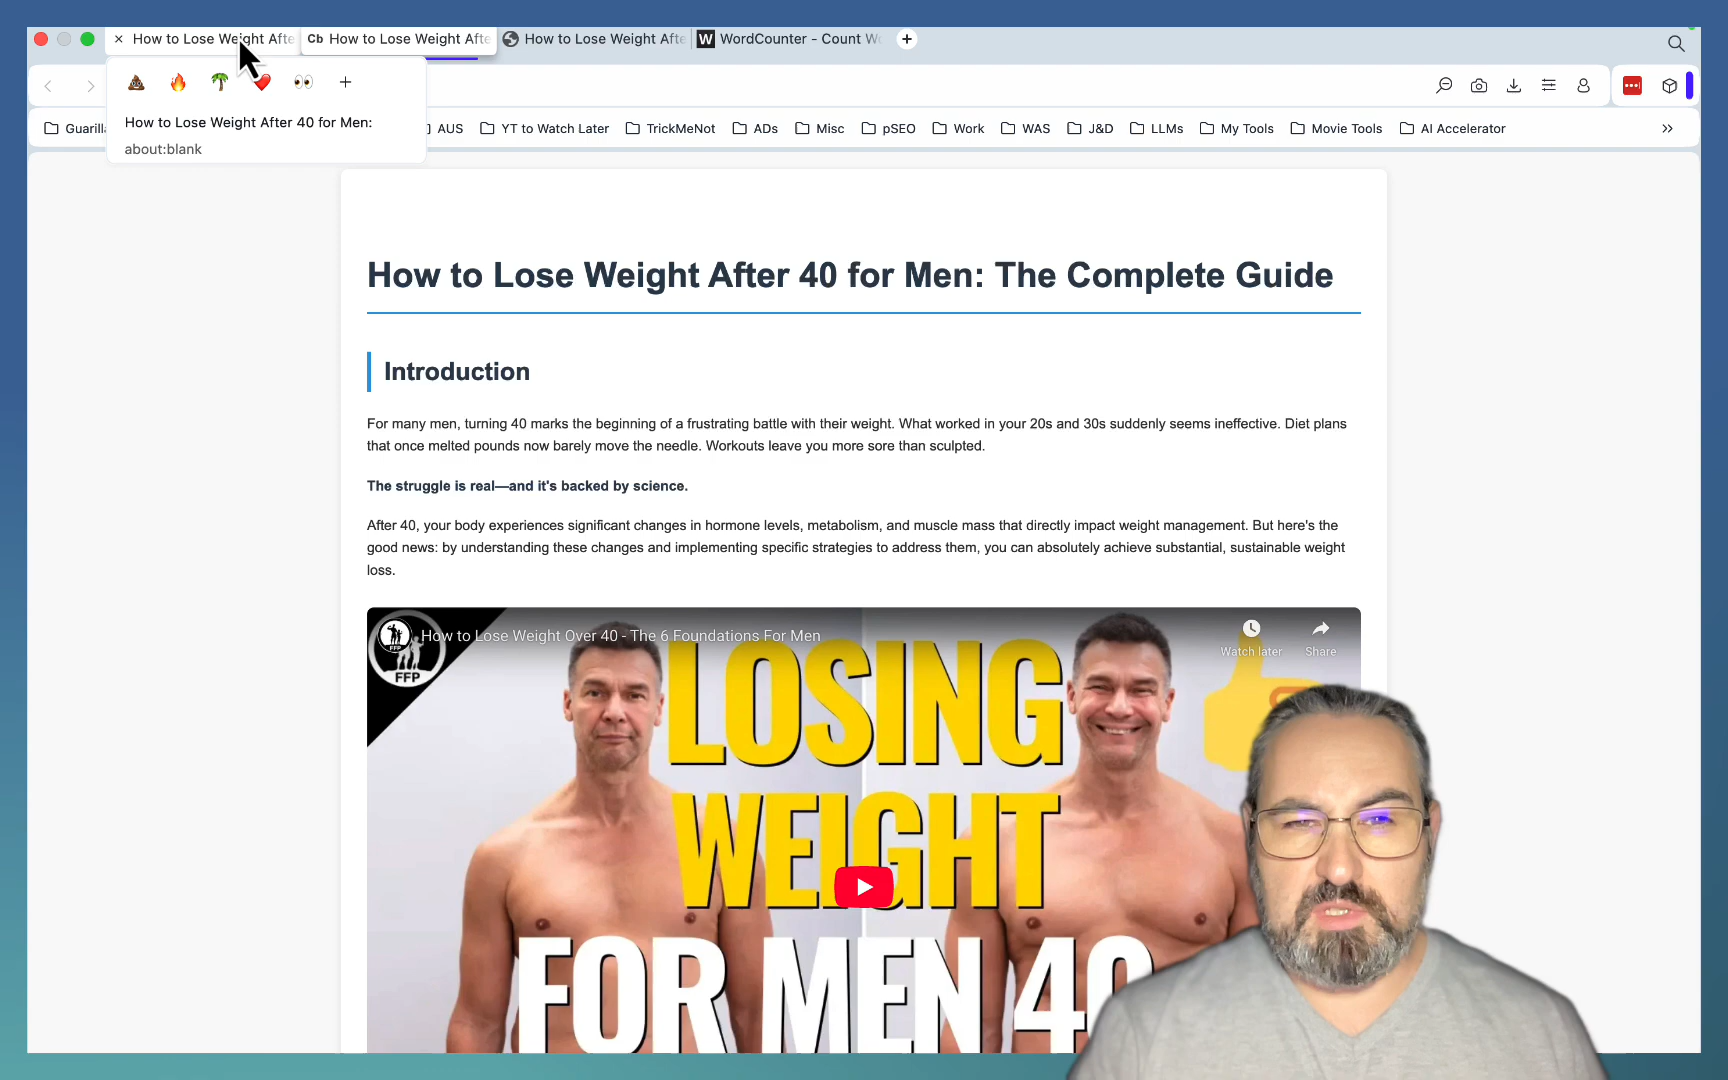 How to Lose Weight Afte
Cb How to Lose Weight Afte
How to Lose Weight Afte
W WordCounter - Count Wo
How to Lose Weight After 40 for Men:
about:blank
Guarill
AUS
YT to Watch Later
TrickMeNot
ADs
Misc
pSEO
Work
WAS
J&D
LLMs
My Tools
Movie Tools
AI Accelerator
How to Lose Weight After 40 for Men: The Complete Guide
Introduction
For many men, turning 40 marks the beginning of a frustrating battle with their weight. What worked in your 20s and 30s suddenly seems ineffective. Diet plans
that once melted pounds now barely move the needle. Workouts leave you more sore than sculpted.
The struggle is real—and it's backed by science.
After 40, your body experiences significant changes in hormone levels, metabolism, and muscle mass that directly impact weight management. But here's the
good news: by understanding these changes and implementing specific strategies to address them, you can absolutely achieve substantial, sustainable weight
loss.
How to Lose Weight Over 40 - The 6 Foundations For Men
Watch later
Share
FFP
FFP
LOSING
WEIGHT
FOR MEN 40